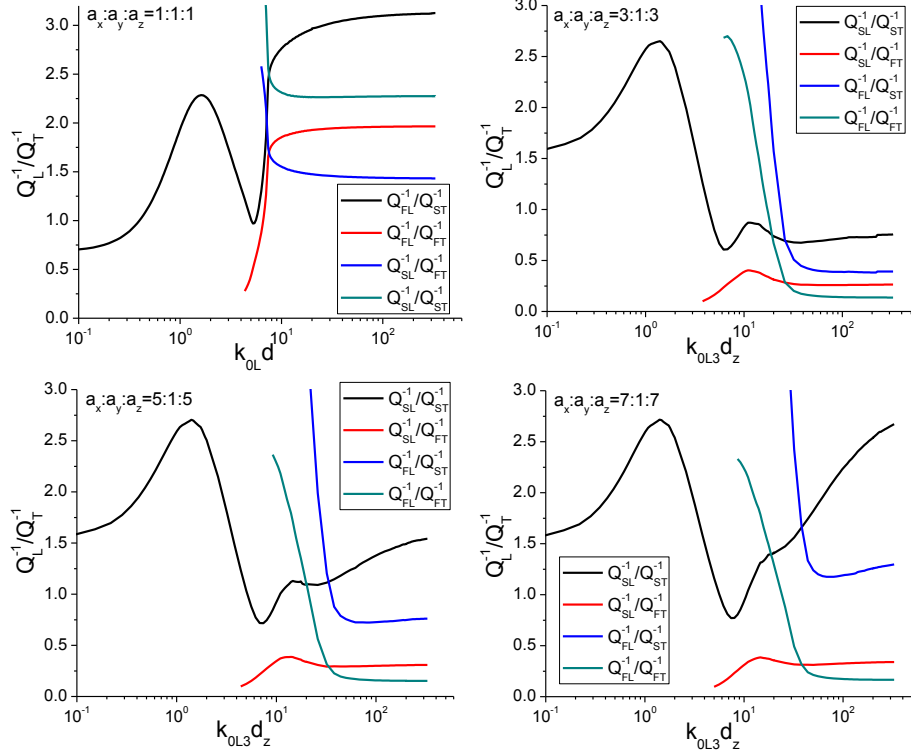 a_x:a_y:a_z=1:1:1
Q_L^-1/Q_T^-1
3.0
2.5
2.0
1.5
1.0
0.5
0.0
10^-1 10^0 10^1 10^2
k_0L d
Q_FL^-1/Q_ST^-1
Q_FL^-1/Q_FT^-1
Q_SL^-1/Q_FT^-1
Q_SL^-1/Q_ST^-1
a_x:a_y:a_z=3:1:3
Q_L^-1/Q_T^-1
3.0
2.5
2.0
1.5
1.0
0.5
0.0
10^-1 10^0 10^1 10^2
k_0L3 d_z
Q_SL^-1/Q_ST^-1
Q_SL^-1/Q_FT^-1
Q_FL^-1/Q_ST^-1
Q_FL^-1/Q_FT^-1
a_x:a_y:a_z=5:1:5
Q_L^-1/Q_T^-1
3.0
2.5
2.0
1.5
1.0
0.5
0.0
10^-1 10^0 10^1 10^2
k_0L3 d_z
Q_SL^-1/Q_ST^-1
Q_SL^-1/Q_FT^-1
Q_FL^-1/Q_ST^-1
Q_FL^-1/Q_FT^-1
a_x:a_y:a_z=7:1:7
Q_L^-1/Q_T^-1
3.0
2.5
2.0
1.5
1.0
0.5
0.0
10^-1 10^0 10^1 10^2
k_0L3 d_z
Q_SL^-1/Q_ST^-1
Q_SL^-1/Q_FT^-1
Q_FL^-1/Q_ST^-1
Q_FL^-1/Q_FT^-1